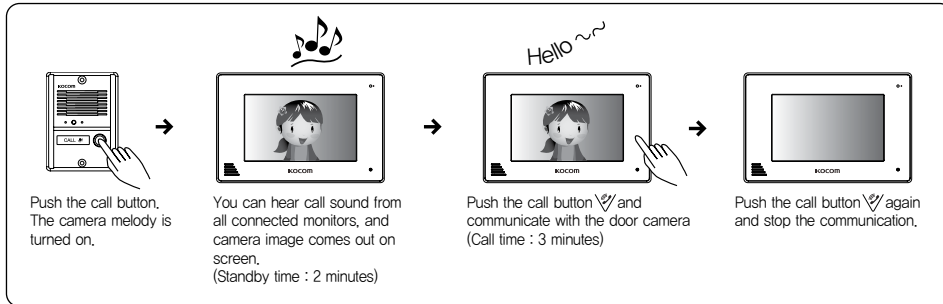 Hello ~~
KOCOM
CALL
KOCOM
KOCOM
KOCOM
Push the call button.
The camera melody is
turned on.
You can hear call sound from
all connected monitors, and
camera image comes out on
screen.
(Standby time : 2 minutes)
Push the call button and
communicate with the door camera
(Call time : 3 minutes)
Push the call button again
and stop the communication.